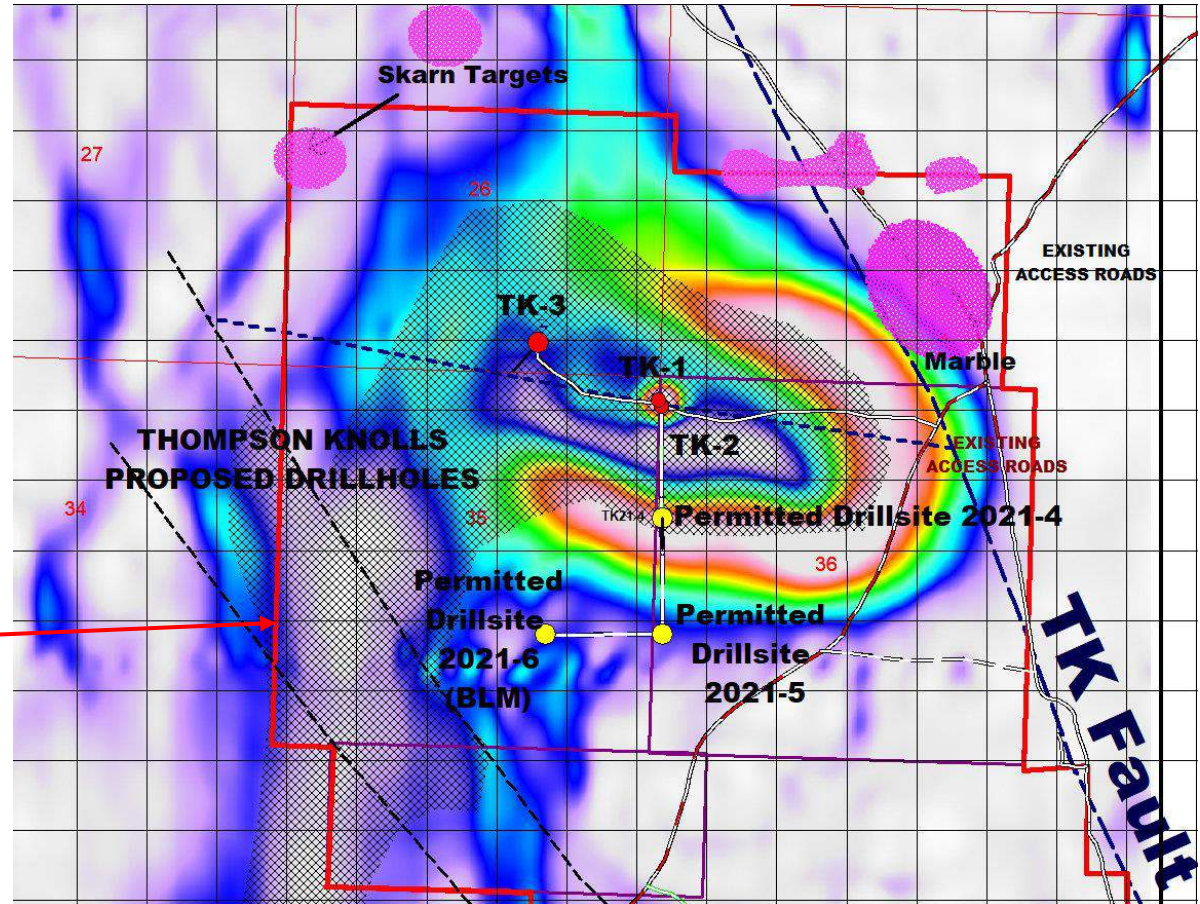 Skarn Targets
27
26
EXISTING
ACCESS ROADS
TK-3
TK-1
Marble
THOMPSON KNOLLS
PROPOSED DRILLHOLES
TK-2
EXISTING
ACCESS ROADS
34
35
TK21-4
Permitted Drillsite 2021-4
36
Permitted
Drillsite
2021-6
(BLM)
Permitted
Drillsite
2021-5
TK Fault